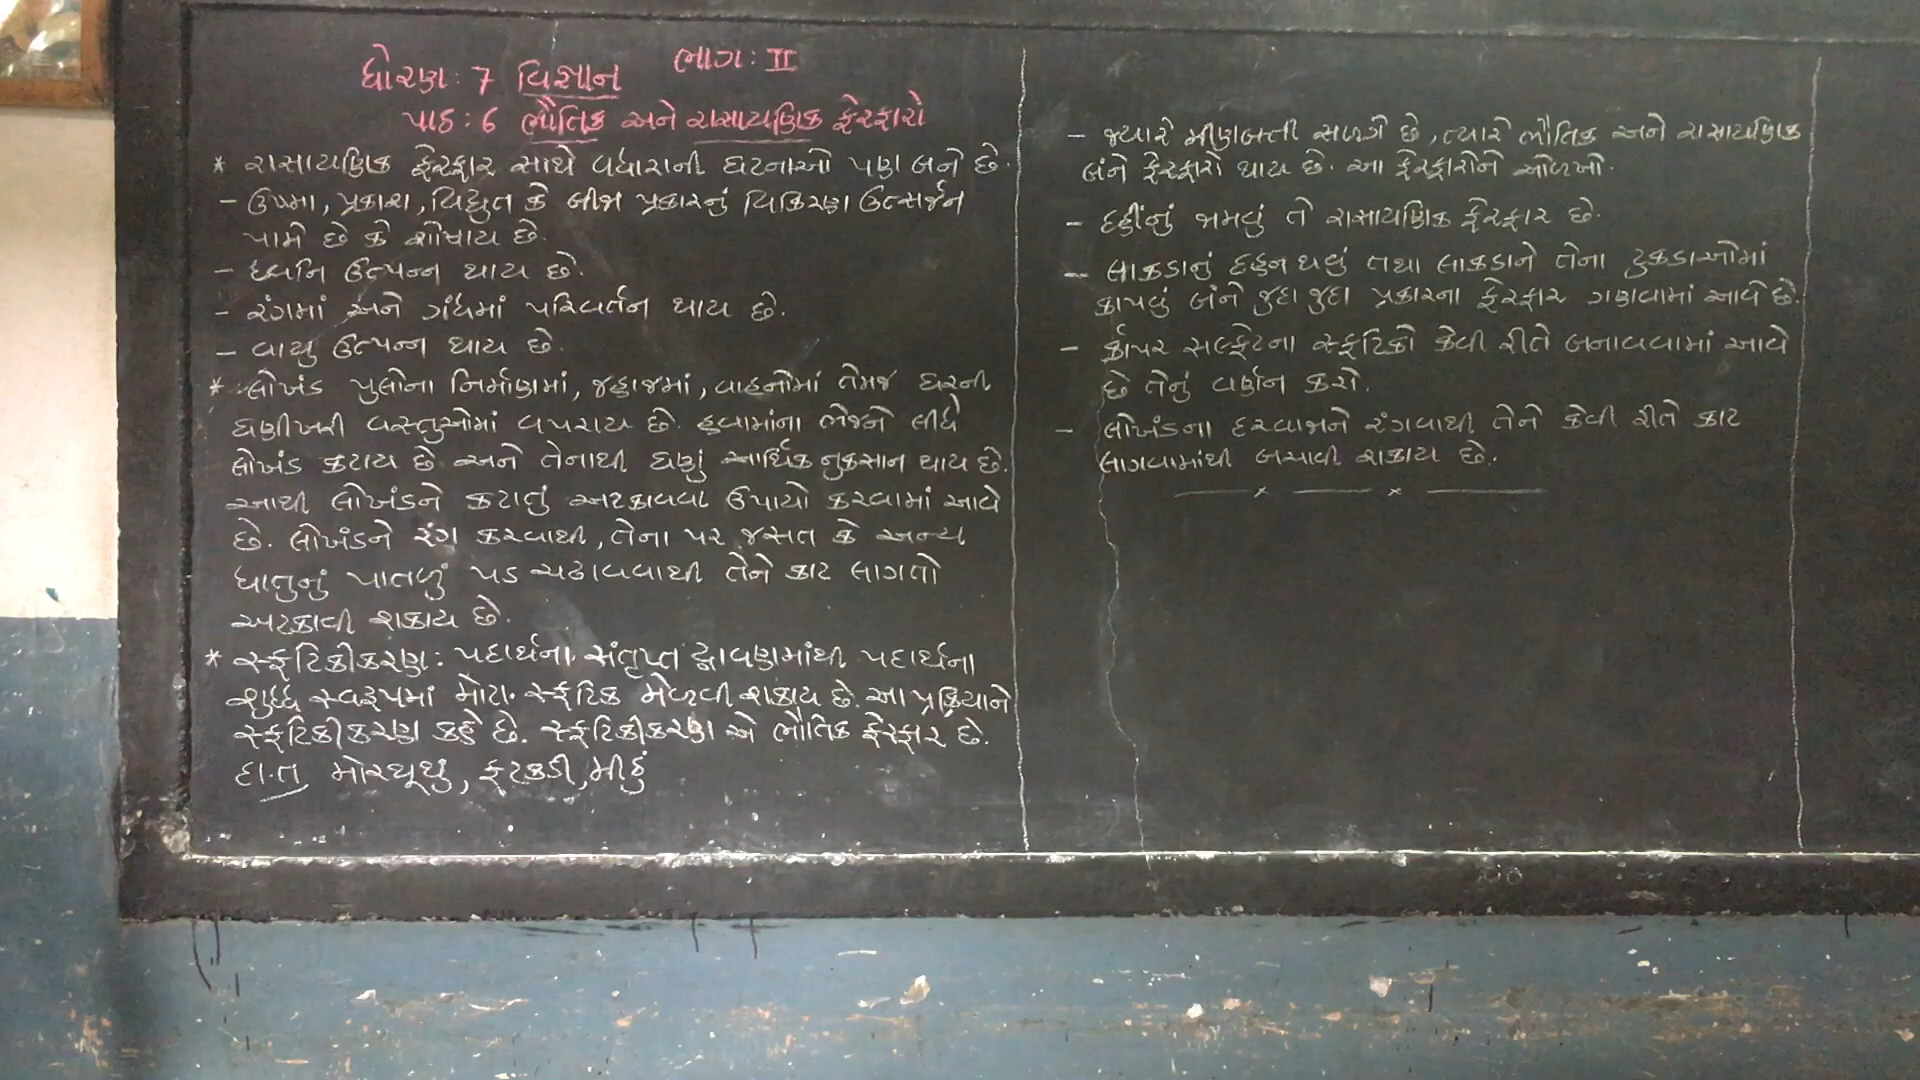 ભાગ: II
ધોરણ: 7 વિજ્ઞાન
પાઠ: 6 ભૌતિક અને રાસાયણિક ફેરફારો
* રાસાયણિક ફેરફાર સાથે વધારાની ઘટનાઓ પણ બને છે.
- ઉષ્મા, પ્રકાશ, વિદ્યુત કે બીજા પ્રકારનું વિકિરણ ઉત્સર્જન
પામે છે કે શોષાય છે.
- ધ્વનિ ઉત્પન્ન થાય છે.
- રંગમાં અને ગંધમાં પરિવર્તન થાય છે.
- વાયુ ઉત્પન્ન થાય છે.
* લોખંડ પુલોના નિર્માણમાં, જહાજમાં, વાહનોમાં તેમજ ઘરની
ઘણીખરી વસ્તુઓમાં વપરાય છે. હવામાંના ભેજને લીધે
લોખંડ કટાય છે અને તેનાથી ઘણું આર્થિક નુકસાન થાય છે.
આથી લોખંડને કટાતું અટકાવવા ઉપાયો કરવામાં આવે
છે. લોખંડને રંગ કરવાથી, તેના પર જસત કે અન્ય
ધાતુનું પાતળું પડ ચઢાવવાથી તેને કાટ લાગતો
અટકાવી શકાય છે.
* સ્ફટિકીકરણ: પદાર્થના સંતૃપ્ત દ્રાવણમાંથી પદાર્થના
શુદ્ધ સ્વરૂપમાં મોટા સ્ફટિક મેળવી શકાય છે. આ પ્રક્રિયાને
સ્ફટિકીકરણ કહે છે. સ્ફટિકીકરણ એ ભૌતિક ફેરફાર છે.
દા.ત મોરથૂથુ, ફટકડી, મીઠું
- જ્યારે મીણબત્તી સળગે છે, ત્યારે ભૌતિક અને રાસાયણિક
બંને ફેરફારો થાય છે. આ ફેરફારોને ઓળખો.
- દહીંનું જામવું તે રાસાયણિક ફેરફાર છે.
- લાકડાનું દહન થવું તથા લાકડાને તેના ટુકડાઓમાં
કાપવું બંને જુદા જુદા પ્રકારના ફેરફાર ગણવામાં આવે છે.
- કોપર સલ્ફેટના સ્ફટિકો કેવી રીતે બનાવવામાં આવે
છે તેનું વર્ણન કરો.
- લોખંડના દરવાજાને રંગવાથી તેને કેવી રીતે કાટ
લાગવામાંથી બચાવી શકાય છે.